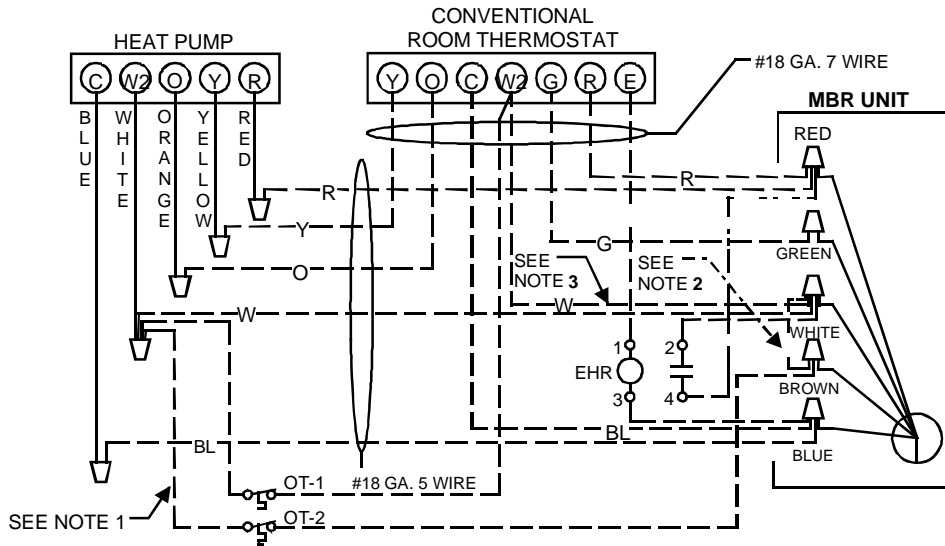 CONVENTIONAL
ROOM THERMOSTAT
HEAT PUMP
C W2 O Y R
Y O C W2 G R E
#18 GA. 7 WIRE
MBR UNIT
BLUE
WHITE
ORANGE
YELLOW
RED
RED
R
R
Y
G
GREEN
O
SEE
NOTE 3
SEE
NOTE 2
W
W
WHITE
1
2
EHR
3
4
BROWN
BL
BL
BLUE
OT-1
#18 GA. 5 WIRE
SEE NOTE 1
OT-2